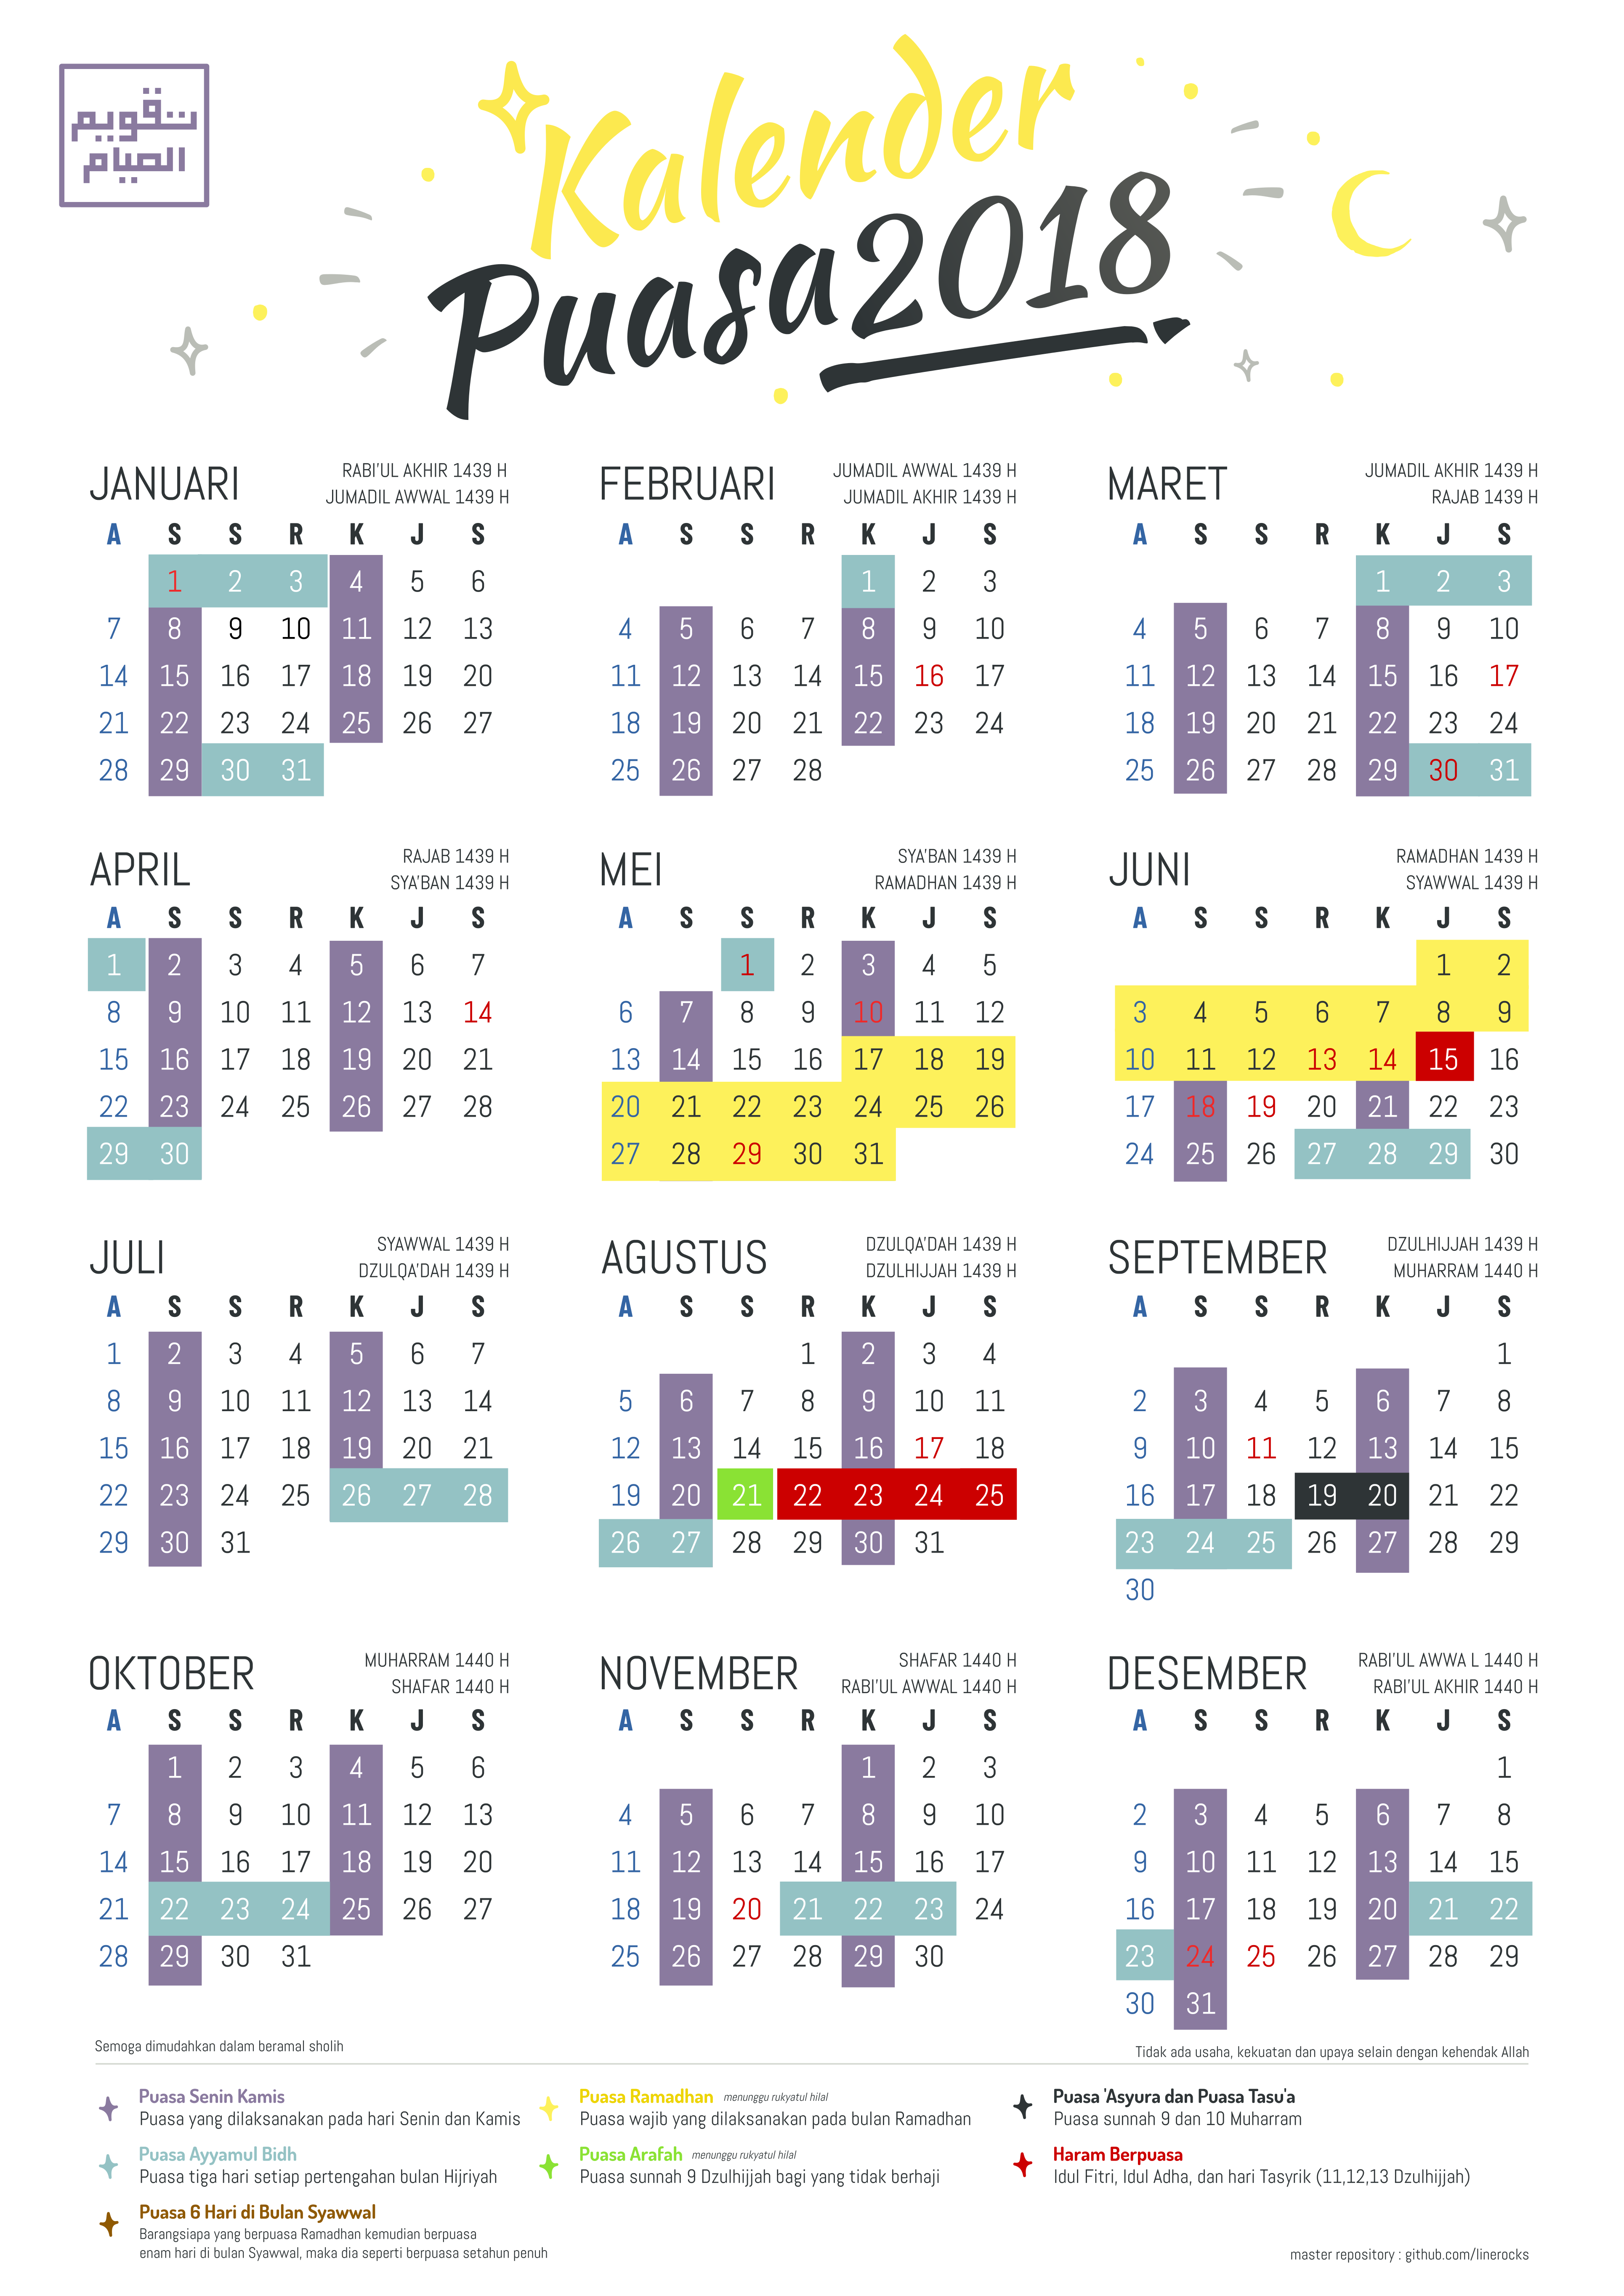 تقويم
الصيام
Kalender
Puasa 2018
JANUARI
RABI'UL AKHIR 1439 H
JUMADIL AWWAL 1439 H
A S S R K J S
1 2 3 4 5 6
7 8 9 10 11 12 13
14 15 16 17 18 19 20
21 22 23 24 25 26 27
28 29 30 31
FEBRUARI
JUMADIL AWWAL 1439 H
JUMADIL AKHIR 1439 H
A S S R K J S
1 2 3
4 5 6 7 8 9 10
11 12 13 14 15 16 17
18 19 20 21 22 23 24
25 26 27 28
MARET
JUMADIL AKHIR 1439 H
RAJAB 1439 H
A S S R K J S
1 2 3
4 5 6 7 8 9 10
11 12 13 14 15 16 17
18 19 20 21 22 23 24
25 26 27 28 29 30 31
APRIL
RAJAB 1439 H
SYA'BAN 1439 H
A S S R K J S
1 2 3 4 5 6 7
8 9 10 11 12 13 14
15 16 17 18 19 20 21
22 23 24 25 26 27 28
29 30
MEI
SYA'BAN 1439 H
RAMADHAN 1439 H
A S S R K J S
1 2 3 4 5
6 7 8 9 10 11 12
13 14 15 16 17 18 19
20 21 22 23 24 25 26
27 28 29 30 31
JUNI
RAMADHAN 1439 H
SYAWWAL 1439 H
A S S R K J S
1 2
3 4 5 6 7 8 9
10 11 12 13 14 15 16
17 18 19 20 21 22 23
24 25 26 27 28 29 30
JULI
SYAWWAL 1439 H
DZULQA'DAH 1439 H
A S S R K J S
1 2 3 4 5 6 7
8 9 10 11 12 13 14
15 16 17 18 19 20 21
22 23 24 25 26 27 28
29 30 31
AGUSTUS
DZULQA'DAH 1439 H
DZULHIJJAH 1439 H
A S S R K J S
1 2 3 4
5 6 7 8 9 10 11
12 13 14 15 16 17 18
19 20 21 22 23 24 25
26 27 28 29 30 31
SEPTEMBER
DZULHIJJAH 1439 H
MUHARRAM 1440 H
A S S R K J S
1
2 3 4 5 6 7 8
9 10 11 12 13 14 15
16 17 18 19 20 21 22
23 24 25 26 27 28 29
30
OKTOBER
MUHARRAM 1440 H
SHAFAR 1440 H
A S S R K J S
1 2 3 4 5 6
7 8 9 10 11 12 13
14 15 16 17 18 19 20
21 22 23 24 25 26 27
28 29 30 31
NOVEMBER
SHAFAR 1440 H
RABI'UL AWWAL 1440 H
A S S R K J S
1 2 3
4 5 6 7 8 9 10
11 12 13 14 15 16 17
18 19 20 21 22 23 24
25 26 27 28 29 30
DESEMBER
RABI'UL AWWA L 1440 H
RABI'UL AKHIR 1440 H
A S S R K J S
1
2 3 4 5 6 7 8
9 10 11 12 13 14 15
16 17 18 19 20 21 22
23 24 25 26 27 28 29
30 31
Semoga dimudahkan dalam beramal sholih
Tidak ada usaha, kekuatan dan upaya selain dengan kehendak Allah
Puasa Senin Kamis
Puasa yang dilaksanakan pada hari Senin dan Kamis
Puasa Ayyamul Bidh
Puasa tiga hari setiap pertengahan bulan Hijriyah
Puasa 6 Hari di Bulan Syawwal
Barangsiapa yang berpuasa Ramadhan kemudian berpuasa
enam hari di bulan Syawwal, maka dia seperti berpuasa setahun penuh
Puasa Ramadhan menunggu rukyatul hilal
Puasa wajib yang dilaksanakan pada bulan Ramadhan
Puasa Arafah menunggu rukyatul hilal
Puasa sunnah 9 Dzulhijjah bagi yang tidak berhaji
Puasa 'Asyura dan Puasa Tasu'a
Puasa sunnah 9 dan 10 Muharram
Haram Berpuasa
Idul Fitri, Idul Adha, dan hari Tasyrik (11,12,13 Dzulhijjah)
master repository : github.com/linerocks